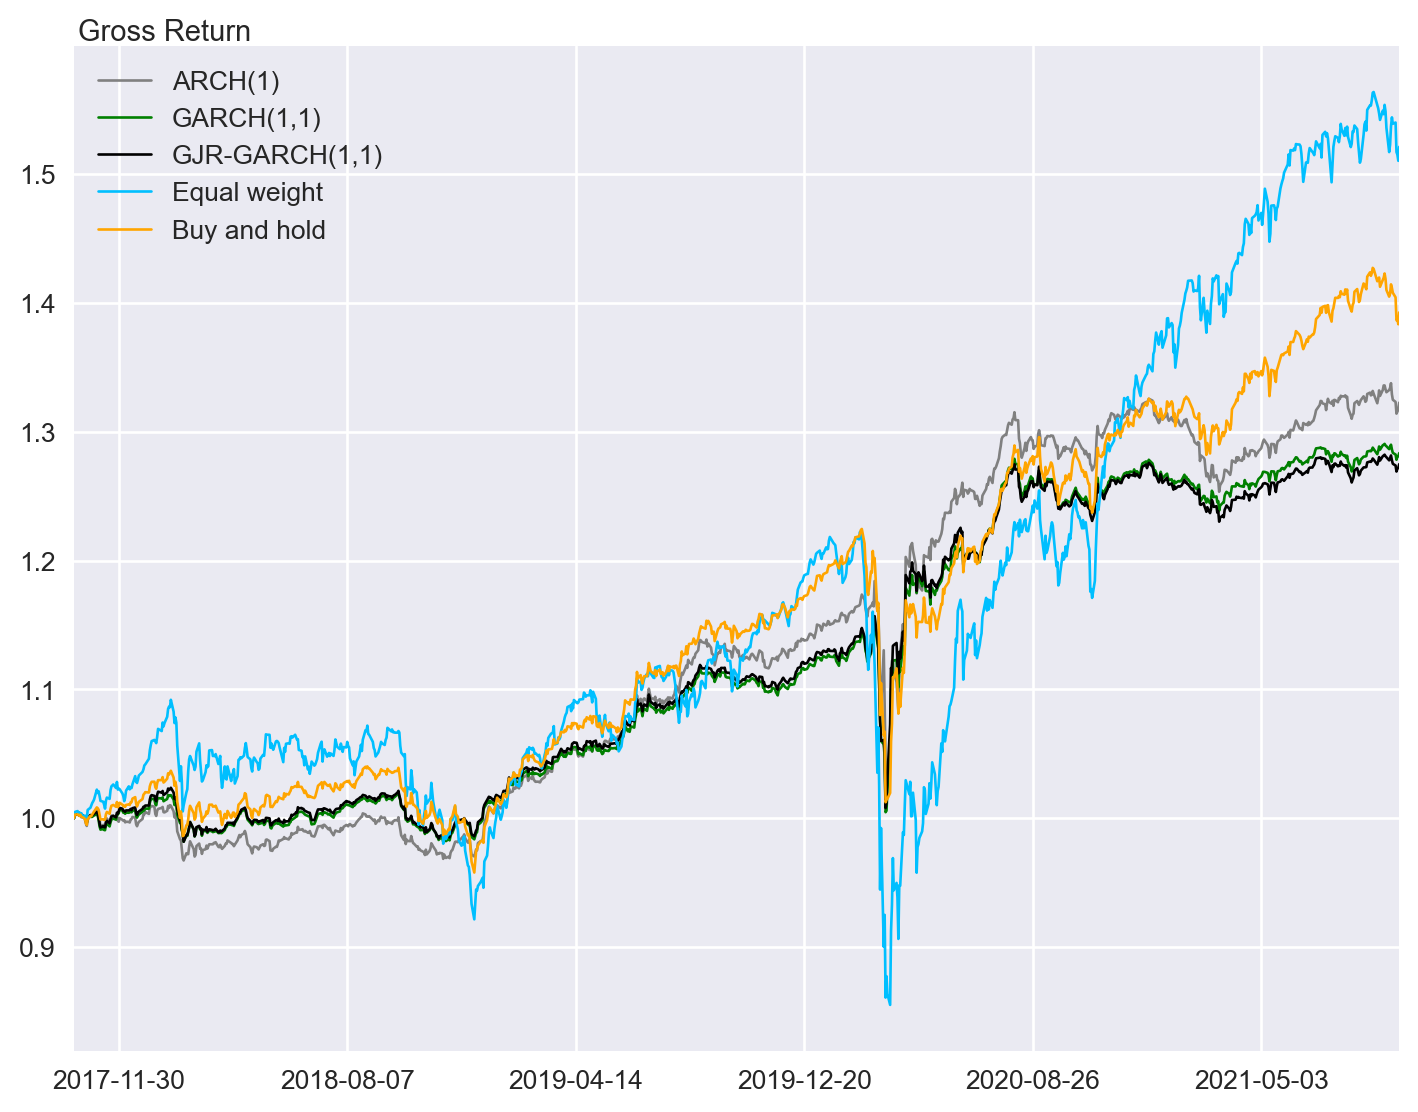 Gross Return
ARCH(1)
GARCH(1,1)
GJR-GARCH(1,1)
Equal weight
Buy and hold
1.5
1.4
1.3
1.2
1.1
1.0
0.9
2017-11-30 2018-08-07 2019-04-14 2019-12-20 2020-08-26 2021-05-03